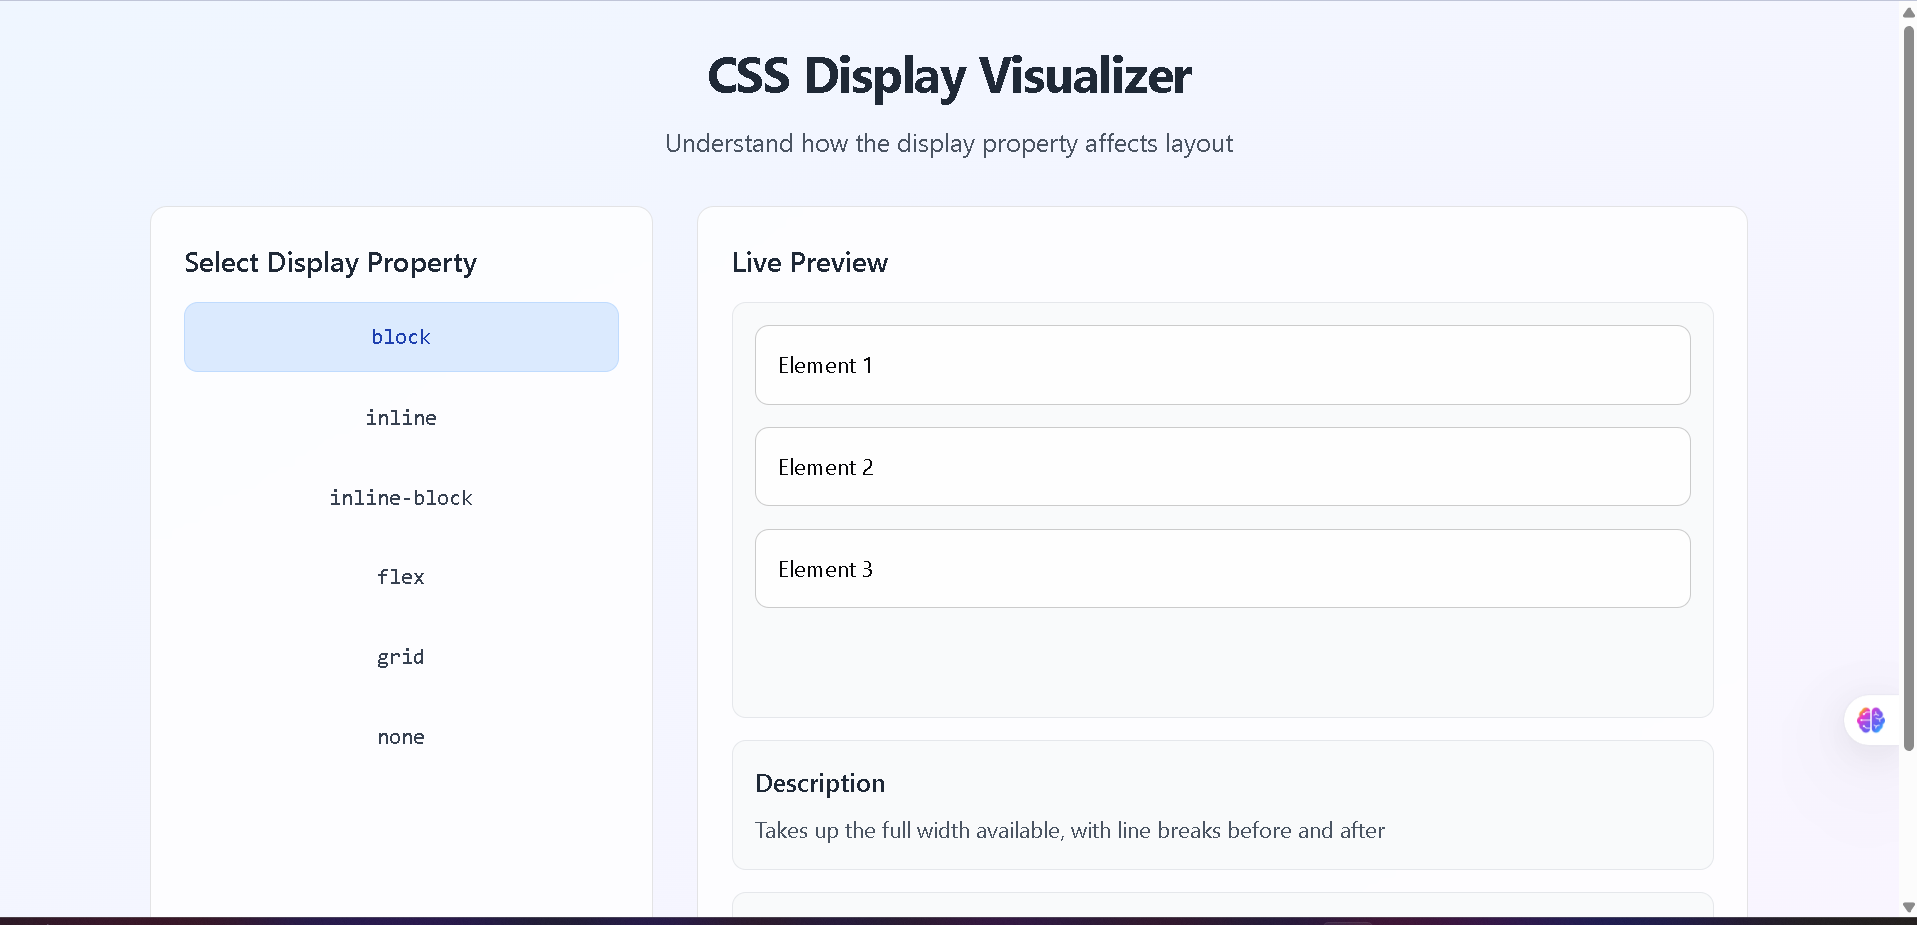 CSS Display Visualizer
Understand how the display property affects layout
Select Display Property
block
inline
inline-block
flex
grid
none
Live Preview
Element 1
Element 2
Element 3
Description
Takes up the full width available, with line breaks before and after